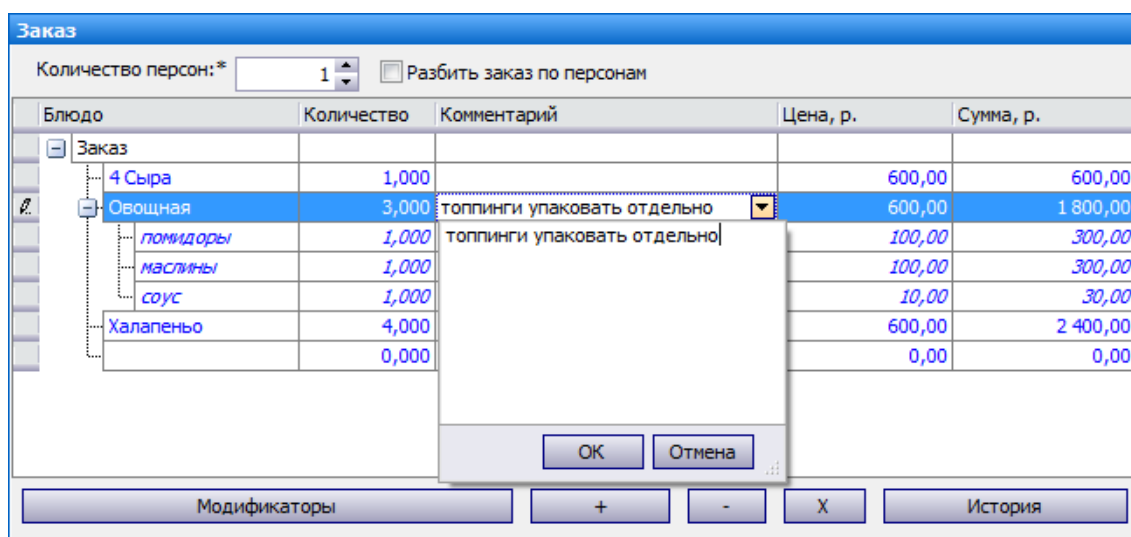 Заказ
Количество персон:* 1 Разбить заказ по персонам
Блюдо Количество Комментарий Цена, р. Сумма, р.
Заказ
4 Сыра 1,000 600,00 600,00
Овощная 3,000 топпинги упаковать отдельно 600,00 1 800,00
помидоры 1,000 топпинги упаковать отдельно 100,00 300,00
маслины 1,000 100,00 300,00
соус 1,000 10,00 30,00
Халапеньо 4,000 600,00 2 400,00
0,000 0,00 0,00
ОК Отмена
Модификаторы + - X История